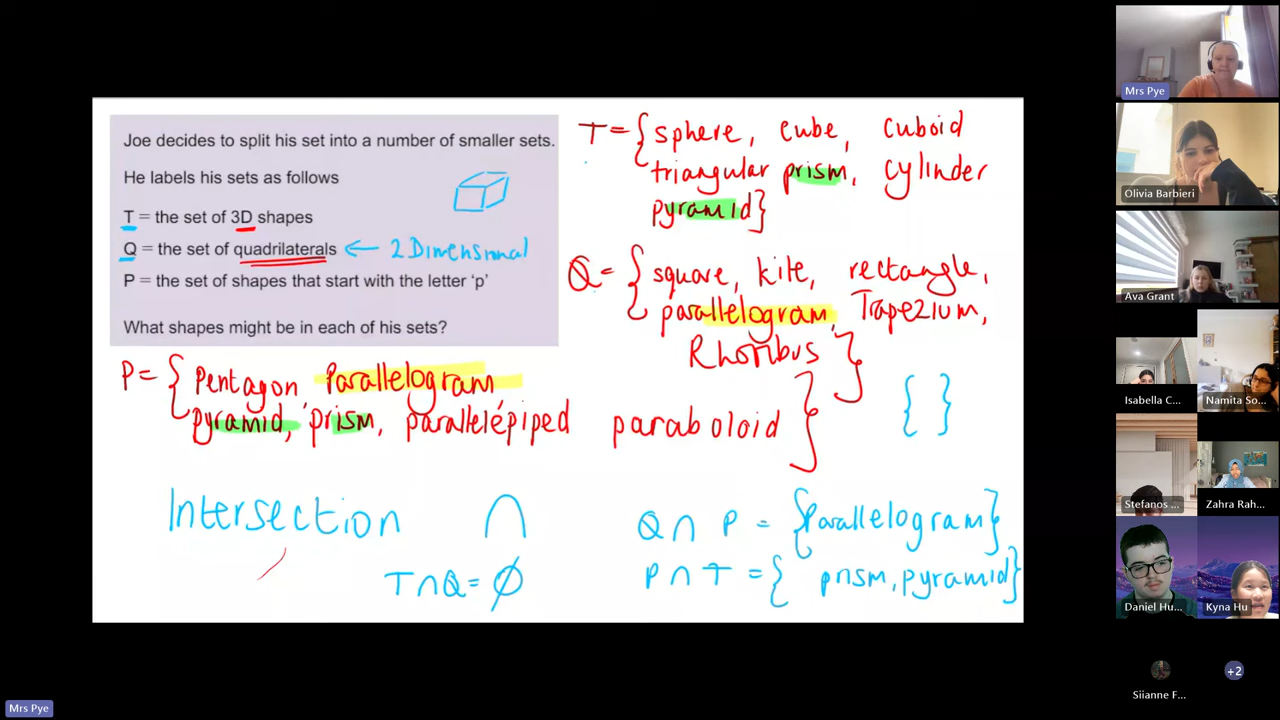 Joe decides to split his set into a number of smaller sets.
He labels his sets as follows
T = the set of 3D shapes
Q = the set of quadrilaterals ← 2 Dimensional
P = the set of shapes that start with the letter 'p'
What shapes might be in each of his sets?
T = { sphere, cube, cuboid
triangular prism, cylinder
pyramid}
Q = { square, kite, rectangle,
parallelogram, Trapezium,
Rhombus }
P = { Pentagon, Parallelogram,
pyramid, prism, parallelépiped paraboloid }
{ }
Intersection ∩
T∩Q = ∅
Q ∩ P = {Parallelogram}
P ∩ T = { prism, pyramid}
Mrs Pye
Olivia Barbieri
Ava Grant
Isabella C...
Namita So...
Stefanos
Zahra Rah...
Daniel Hu...
Kyna Hu
Siianne F...
+2
Mrs Pye